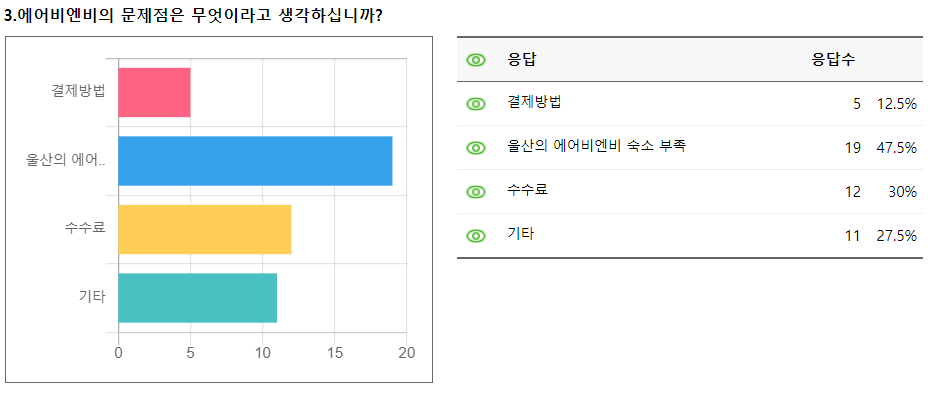 3.에어비엔비의 문제점은 무엇이라고 생각하십니까?
결제방법
울산의 에어..
수수료
기타
0 5 10 15 20
응답 응답수
결제방법 5 12.5%
울산의 에어비엔비 숙소 부족 19 47.5%
수수료 12 30%
기타 11 27.5%